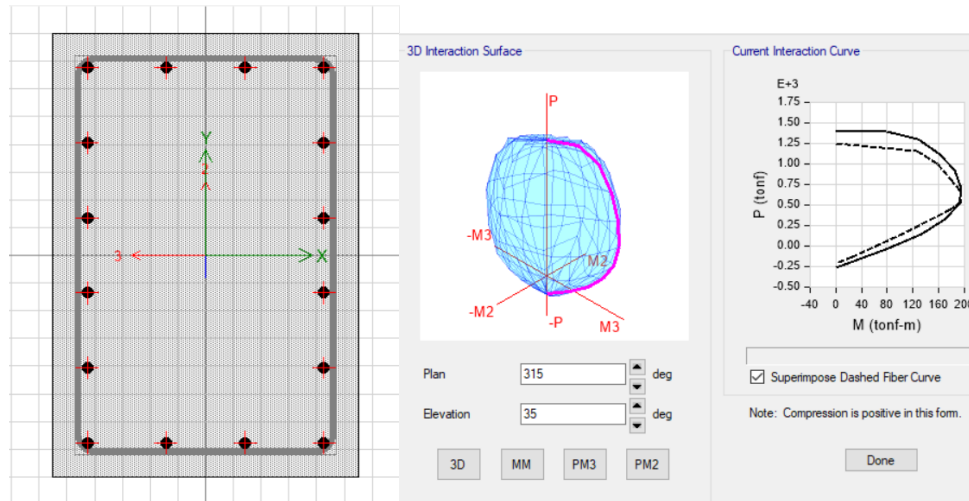 Y
2
3
X
3D Interaction Surface
P
-M3
M2
-M2
-P
M3
Plan
315
deg
Elevation
35
deg
3D
MM
PM3
PM2
Current Interaction Curve
E+3
1.75
1.50
1.25
1.00
0.75
0.50
0.25
0.00
-0.25
-0.50
P (tonf)
-40 0 40 80 120 160 200
M (tonf-m)
Superimpose Dashed Fiber Curve
Note: Compression is positive in this form.
Done